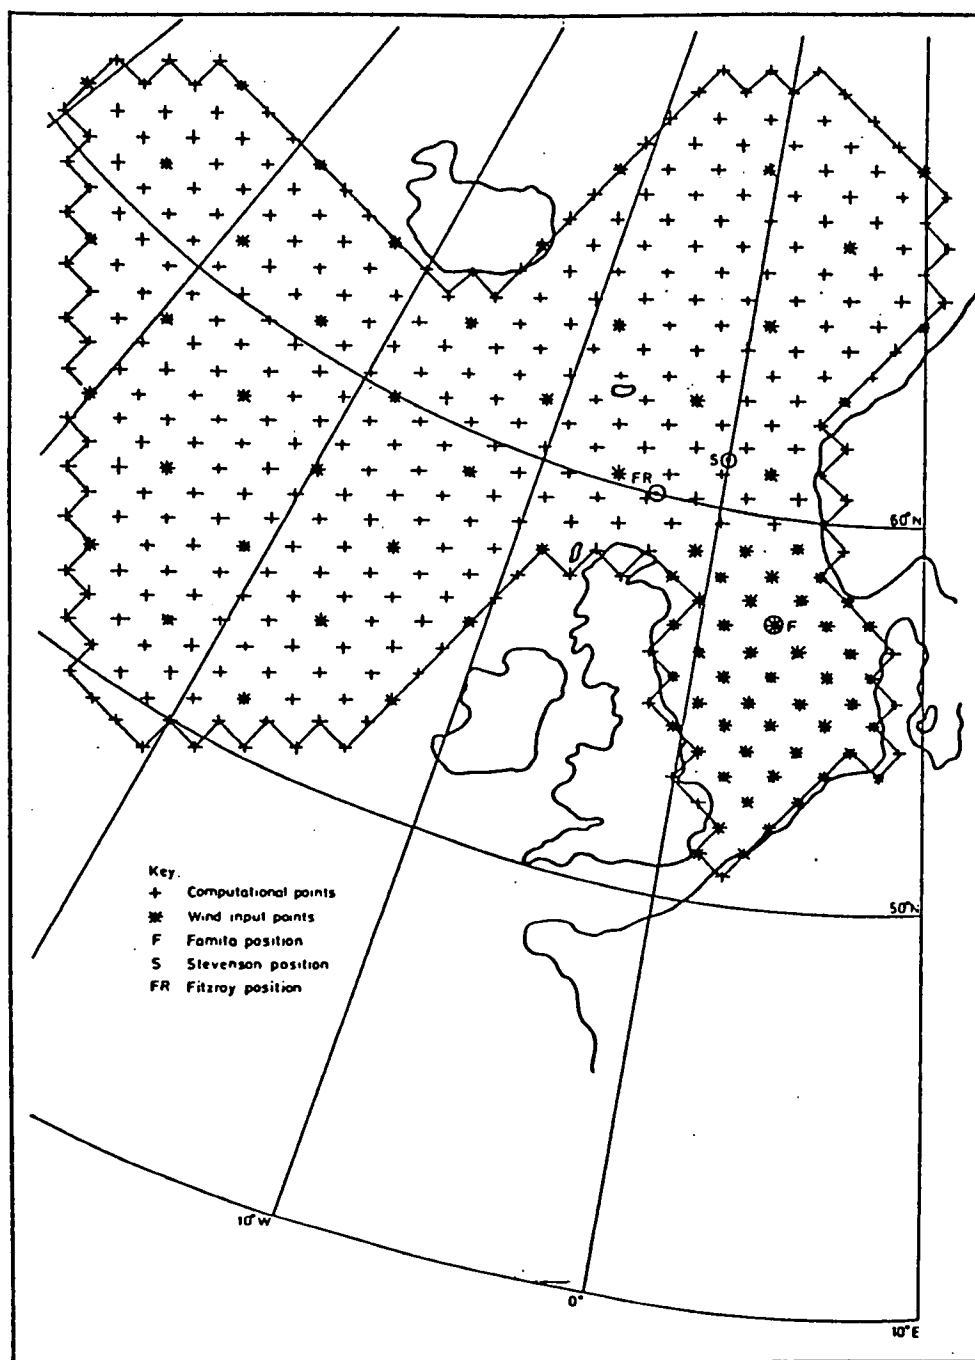 S
FR
60°N
F
50°N
Key.
+ Computational points
✳ Wind input points
F Famita position
S Stevenson position
FR Fitzroy position
10°W
0°
10°E